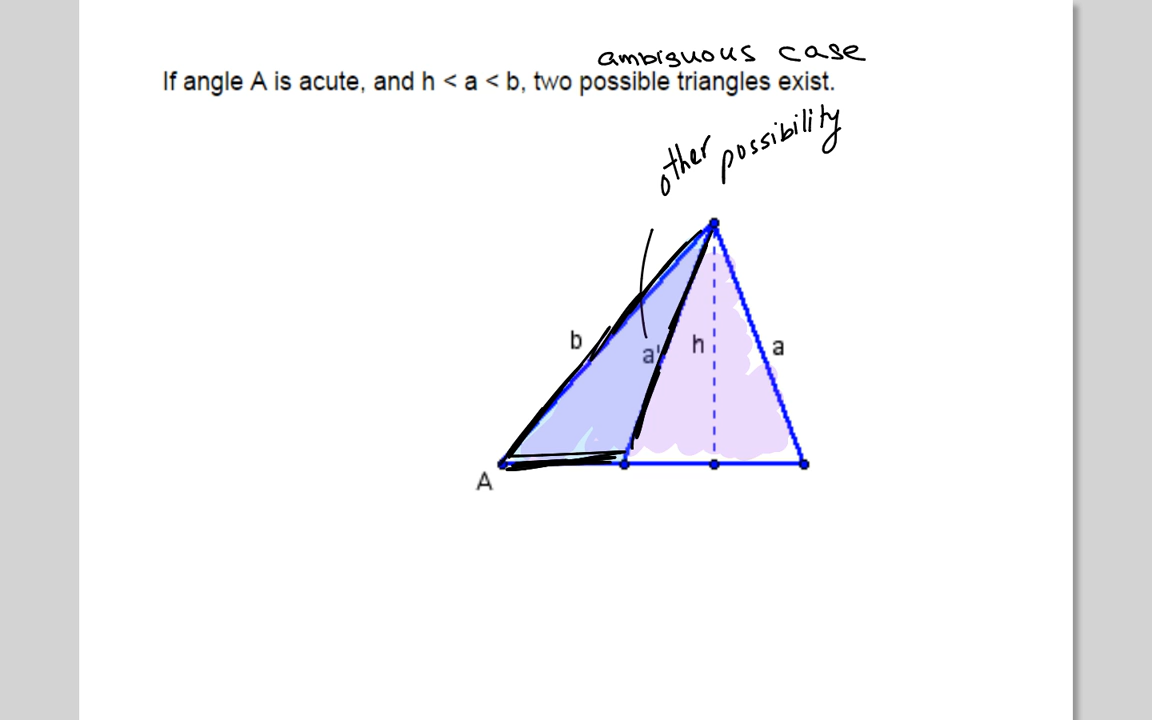 ambiguous case
If angle A is acute, and h < a < b, two possible triangles exist.
other possibility
b
a'
h
a
A